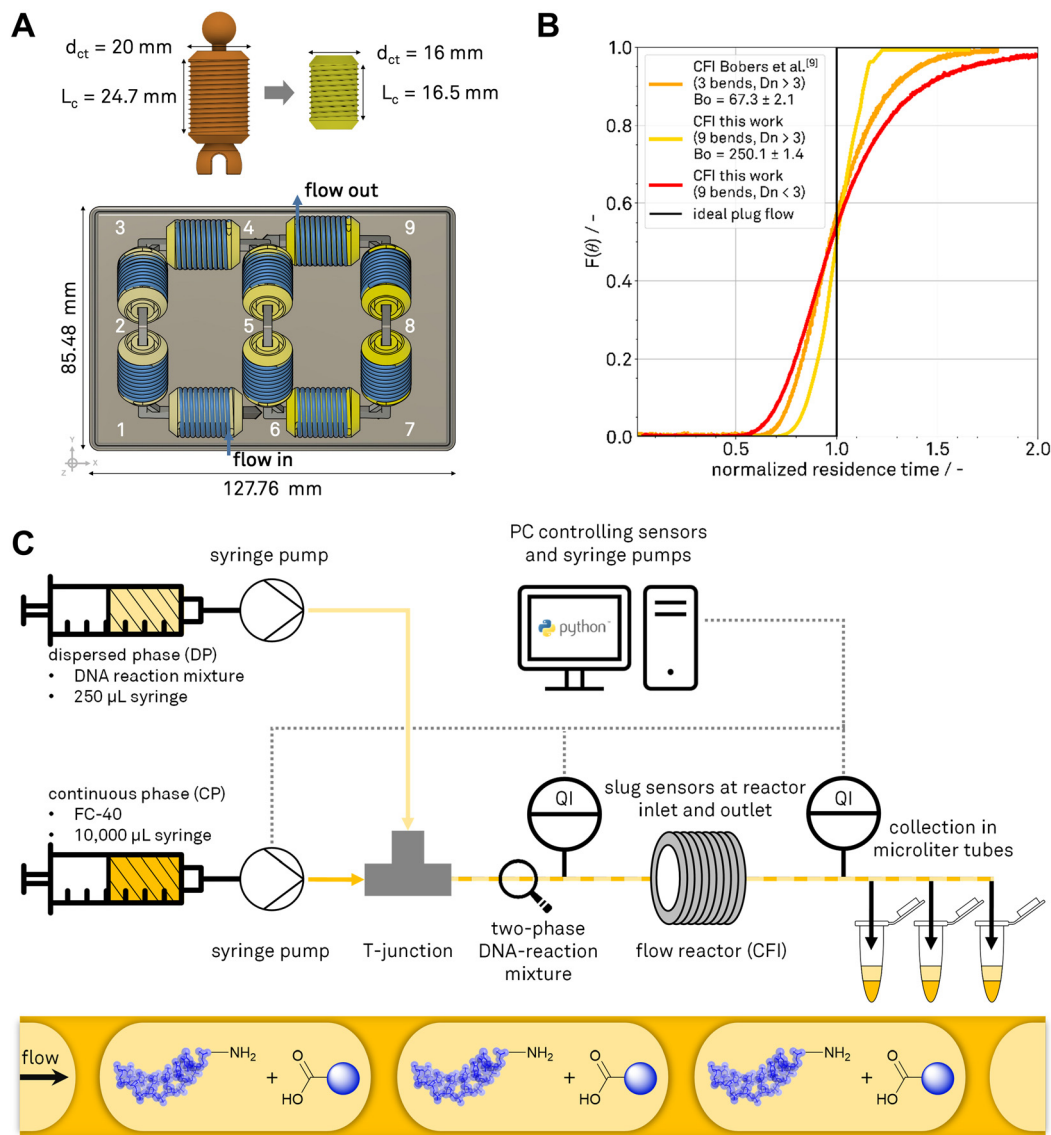 A
d_ct = 20 mm
L_c = 24.7 mm
d_ct = 16 mm
L_c = 16.5 mm
flow out
3
4
9
2
5
8
1
6
7
flow in
85.48 mm
127.76 mm
Y
X
Z
B
CFI Bobers et al.[9]
(3 bends, Dn > 3)
Bo = 67.3 ± 2.1
CFI this work
(9 bends, Dn > 3)
Bo = 250.1 ± 1.4
CFI this work
(9 bends, Dn < 3)
ideal plug flow
F(θ) / -
1.0
0.8
0.6
0.4
0.2
0.0
0.5
1.0
1.5
2.0
normalized residence time / -
C
syringe pump
PC controlling sensors
and syringe pumps
python™
dispersed phase (DP)
• DNA reaction mixture
• 250 µL syringe
continuous phase (CP)
• FC-40
• 10,000 µL syringe
QI
slug sensors at reactor
inlet and outlet
QI
collection in
microliter tubes
syringe pump
T-junction
two-phase
DNA-reaction
mixture
flow reactor (CFI)
flow
NH₂
+
O
HO
NH₂
+
O
HO
NH₂
+
O
HO